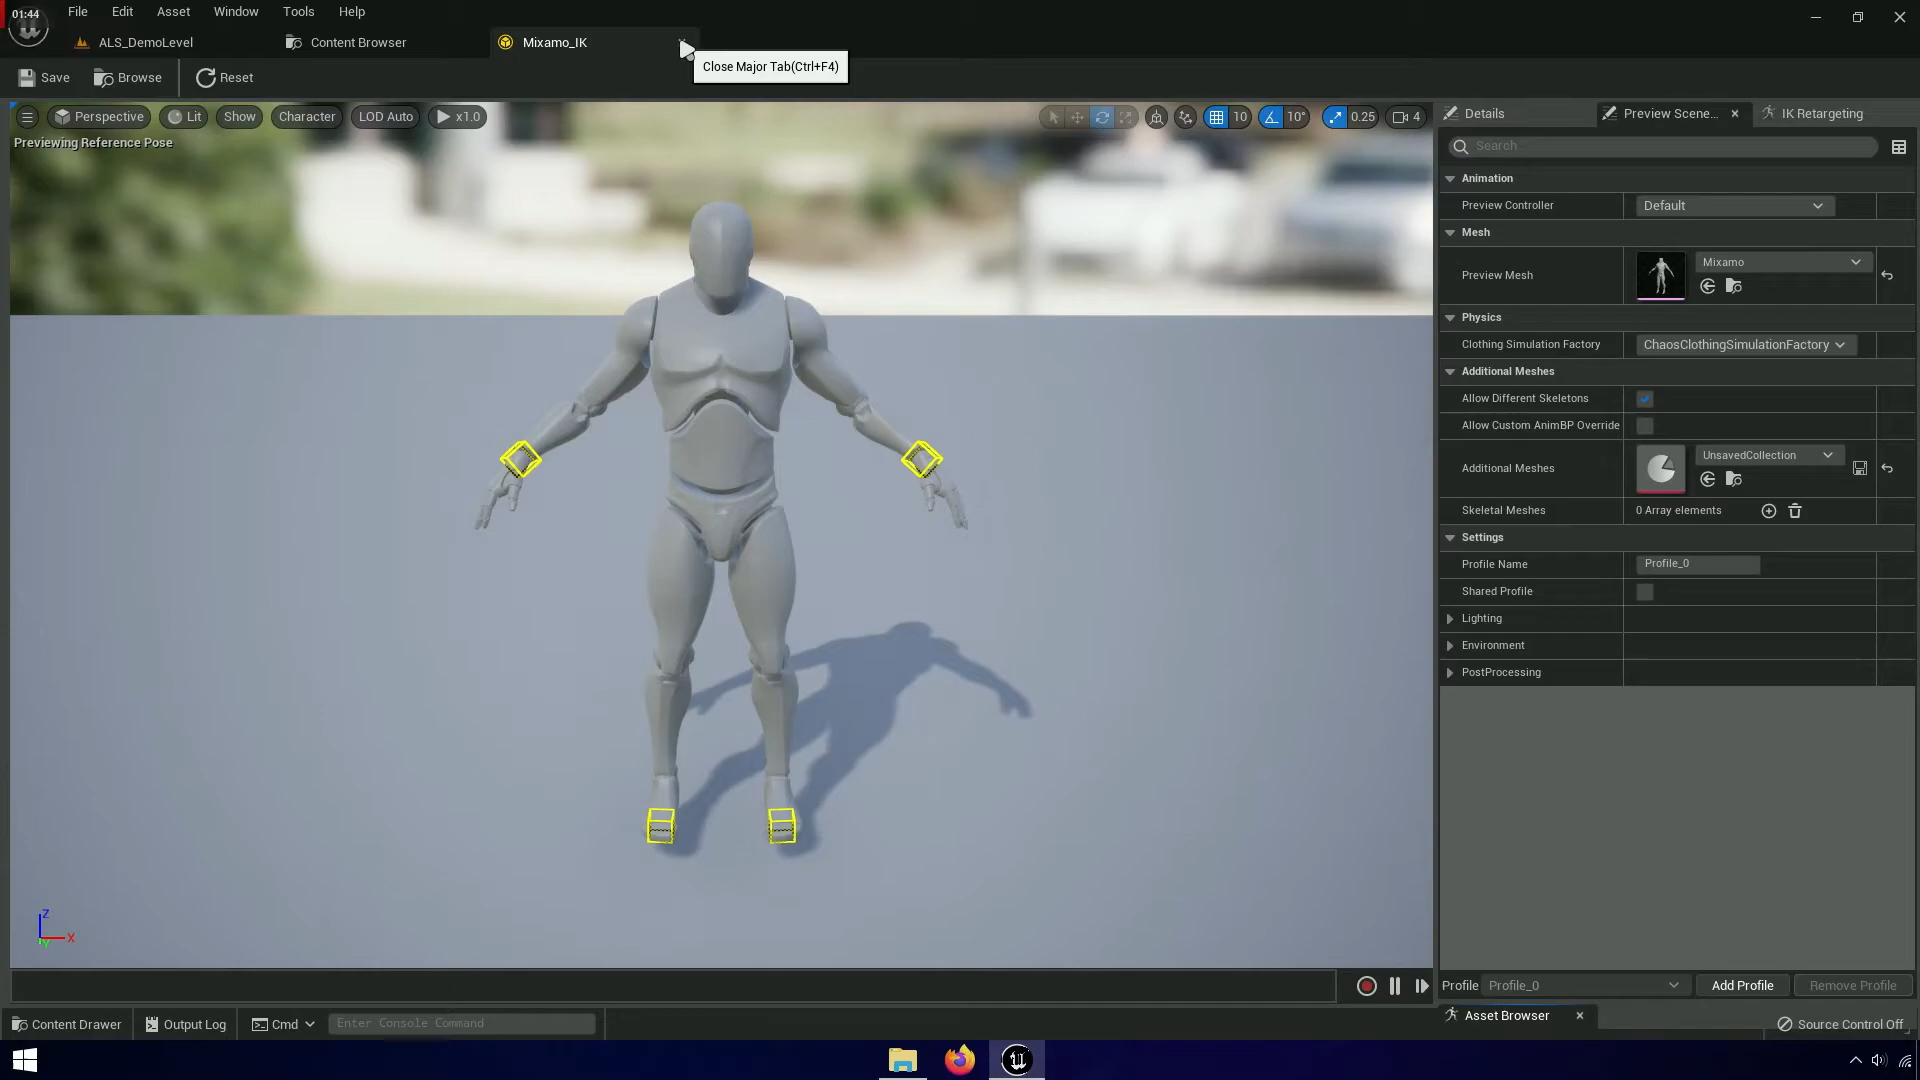 01:44
File Edit Asset Window Tools Help
ALS_DemoLevel Content Browser Mixamo_IK
Close Major Tab(Ctrl+F4)
Save Browse Reset
Perspective Lit Show Character LOD Auto x1.0 10 10° 0.25 4
Previewing Reference Pose
Details Preview Scene... IK Retargeting
Search
Animation
Preview Controller Default
Mesh
Preview Mesh Mixamo
Physics
Clothing Simulation Factory ChaosClothingSimulationFactory
Additional Meshes
Allow Different Skeletons
Allow Custom AnimBP Override
Additional Meshes UnsavedCollection
Skeletal Meshes 0 Array elements
Settings
Profile Name Profile_0
Shared Profile
Lighting
Environment
PostProcessing
Z
X
Y
Profile Profile_0 Add Profile Remove Profile
Asset Browser
Content Drawer Output Log Cmd Enter Console Command Source Control Off